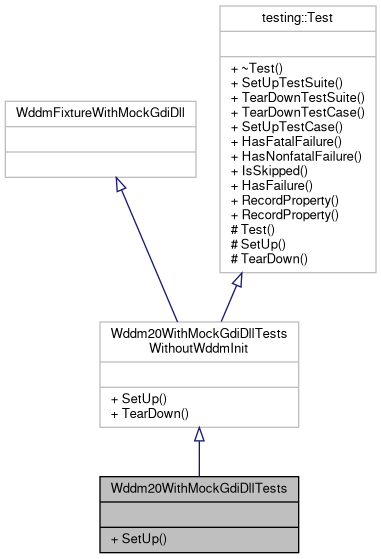 testing::Test
+ ~Test()
+ SetUpTestSuite()
+ TearDownTestSuite()
+ TearDownTestCase()
+ SetUpTestCase()
+ HasFatalFailure()
+ HasNonfatalFailure()
+ IsSkipped()
+ HasFailure()
+ RecordProperty()
+ RecordProperty()
# Test()
# SetUp()
# TearDown()
WddmFixtureWithMockGdiDll
Wddm20WithMockGdiDllTests
WithoutWddmInit
+ SetUp()
+ TearDown()
Wddm20WithMockGdiDllTests
+ SetUp()